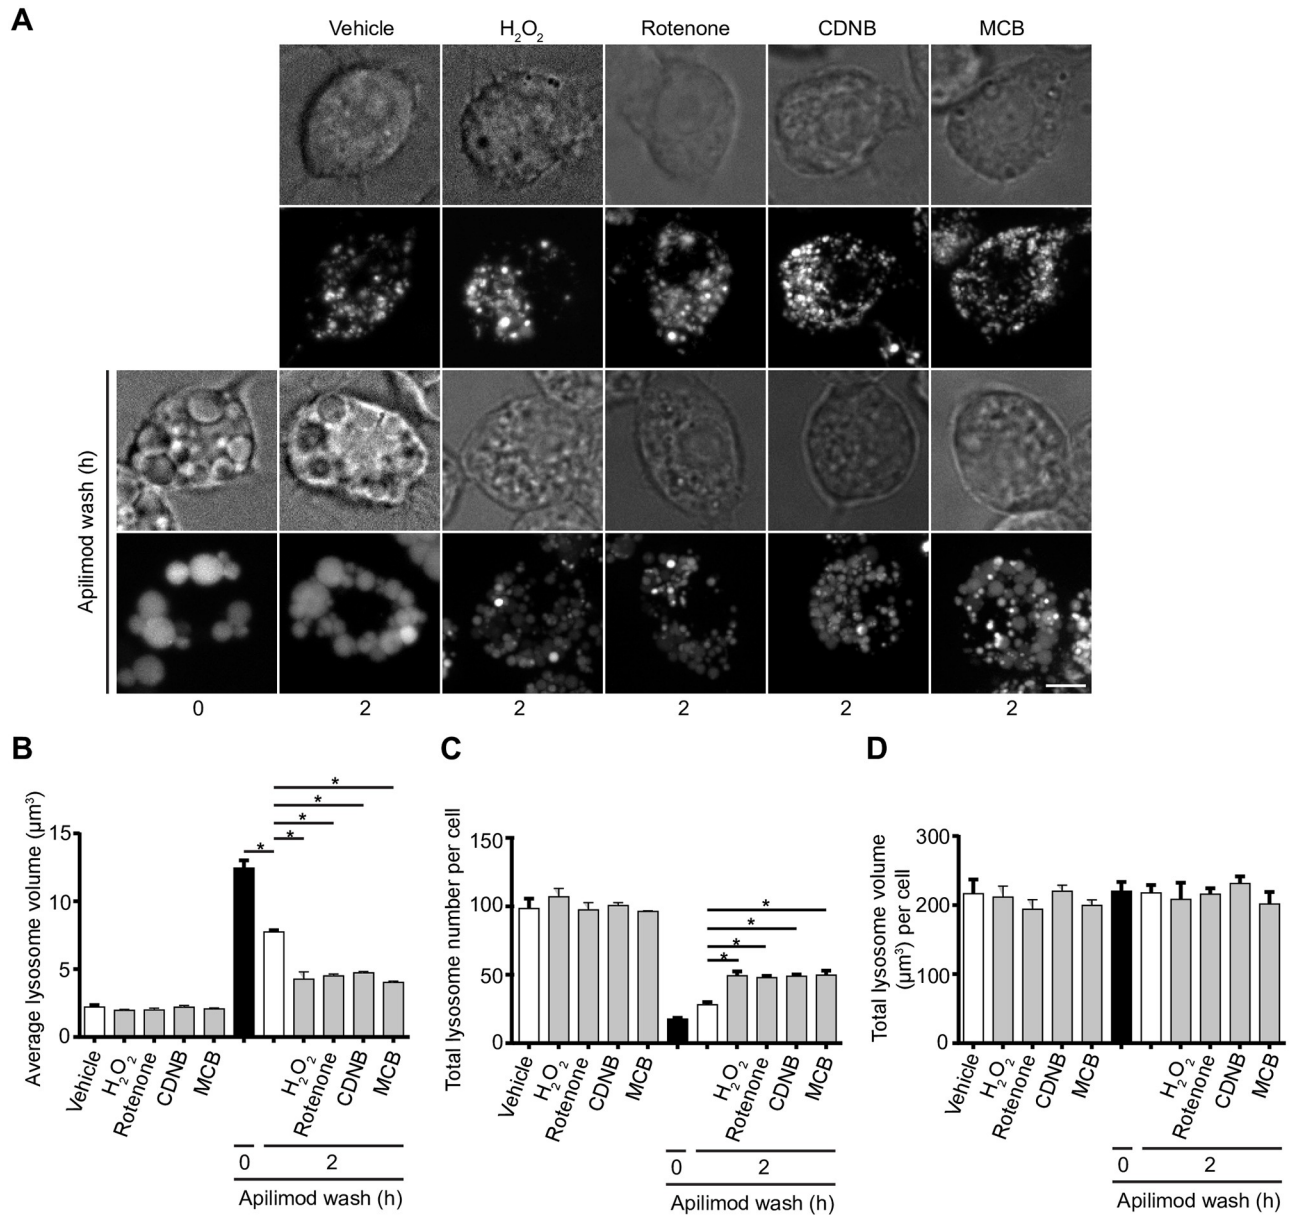 A
Vehicle H₂O₂ Rotenone CDNB MCB
Apilimod wash (h)
0 2 2 2 2 2
B
Average lysosome volume (µm³)
15
10
5
0
* * * * *
Vehicle H₂O₂ Rotenone CDNB MCB H₂O₂ Rotenone CDNB MCB
0 2
Apilimod wash (h)
C
Total lysosome number per cell
150
100
50
0
* * * *
Vehicle H₂O₂ Rotenone CDNB MCB H₂O₂ Rotenone CDNB MCB
0 2
Apilimod wash (h)
D
Total lysosome volume
(µm³) per cell
300
200
100
0
Vehicle H₂O₂ Rotenone CDNB MCB H₂O₂ Rotenone CDNB MCB
0 2
Apilimod wash (h)